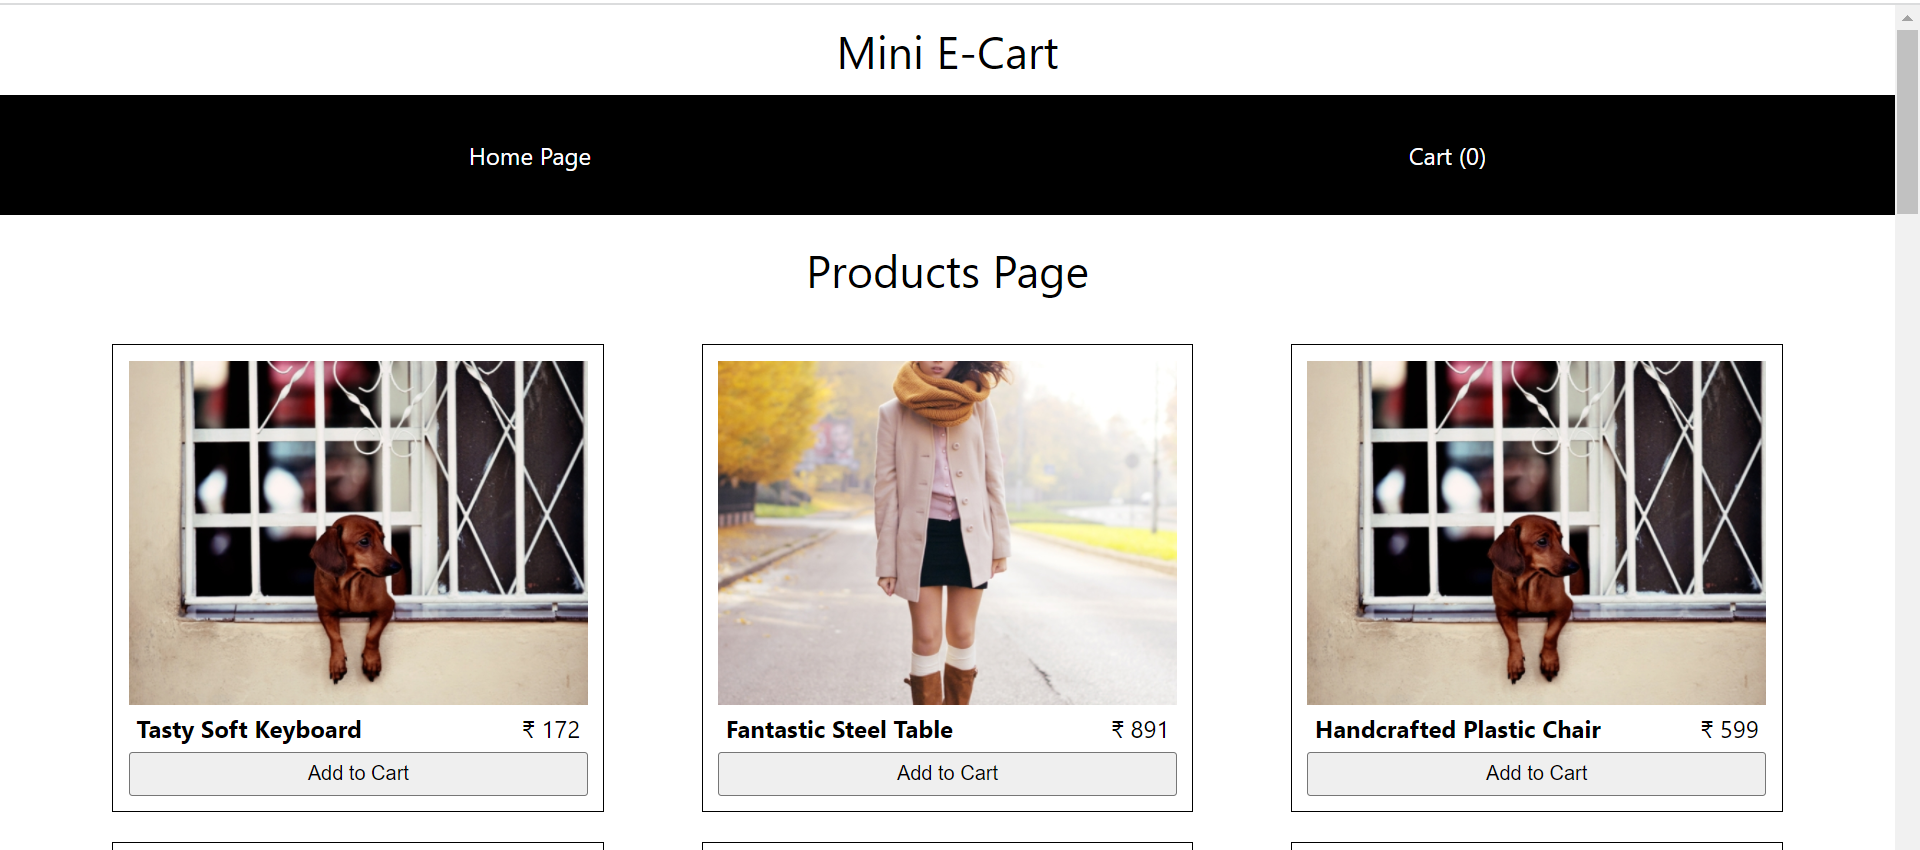 Mini E-Cart
Home Page Cart (0)
Products Page
Tasty Soft Keyboard ₹ 172
Add to Cart
Fantastic Steel Table ₹ 891
Add to Cart
Handcrafted Plastic Chair ₹ 599
Add to Cart